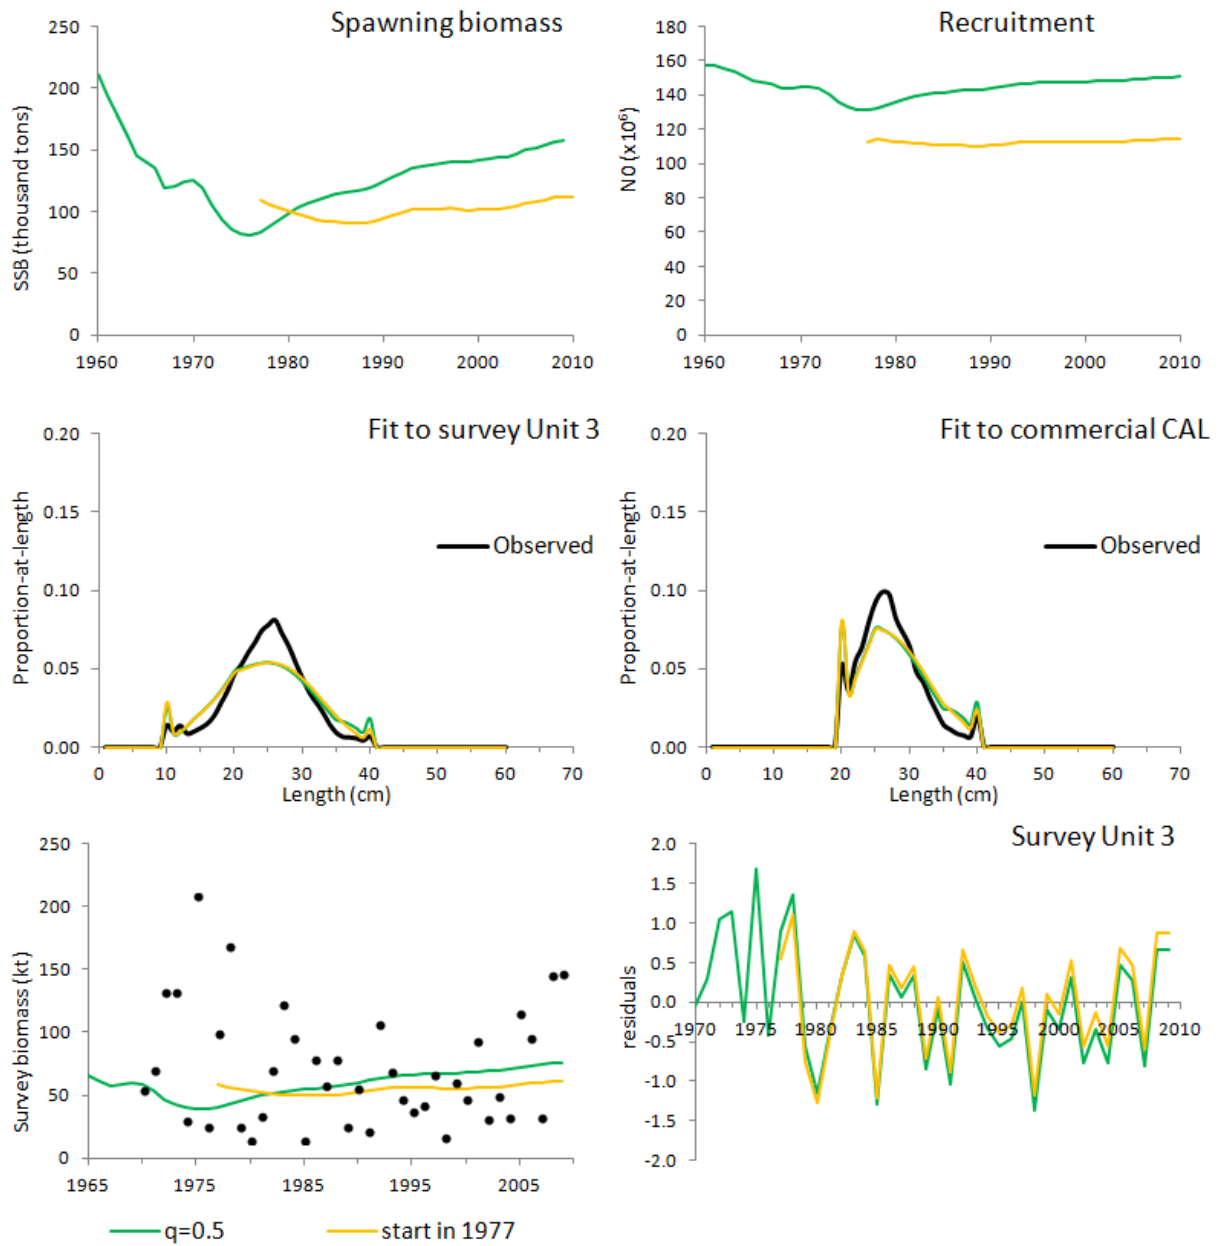 Spawning biomass
SSB (thousand tons)
250
200
150
100
50
0
1960 1970 1980 1990 2000 2010
Recruitment
N0 (x10⁶)
180
160
140
120
100
80
60
40
20
0
1960 1970 1980 1990 2000 2010
Fit to survey Unit 3
Proportion-at-length
0.20
0.15
0.10
0.05
0.00
Observed
0 10 20 30 40 50 60 70
Length (cm)
Fit to commercial CAL
Proportion-at-length
0.20
0.15
0.10
0.05
0.00
Observed
0 10 20 30 40 50 60 70
Length (cm)
Survey biomass (kt)
250
200
150
100
50
0
1965 1975 1985 1995 2005
Survey Unit 3
residuals
2.0
1.5
1.0
0.5
0.0
-0.5
-1.0
-1.5
-2.0
1970 1975 1980 1985 1990 1995 2000 2005 2010
q=0.5
start in 1977